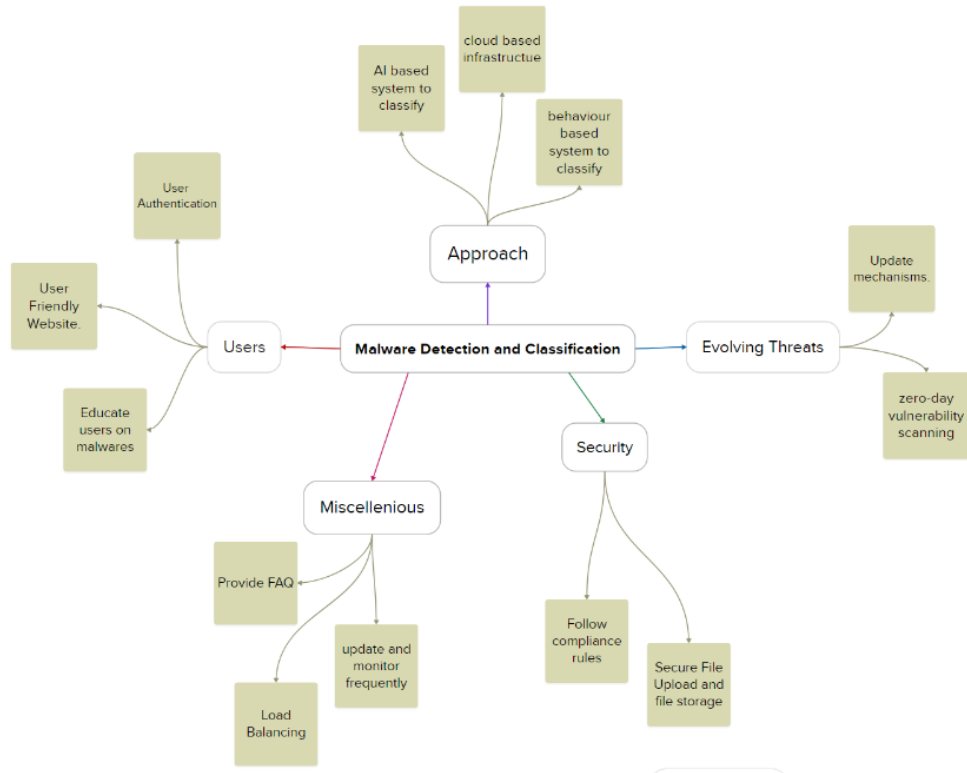 cloud based
infrastructue
AI based
system to
classify
behaviour
based
system to
classify
User
Authentication
Approach
Update
mechanisms.
User
Friendly
Website.
Users
Malware Detection and Classification
Evolving Threats
zero-day
vulnerability
scanning
Educate
users on
malwares
Security
Miscellenious
Provide FAQ
update and
monitor
frequently
Load
Balancing
Follow
compliance
rules
Secure File
Upload and
file storage